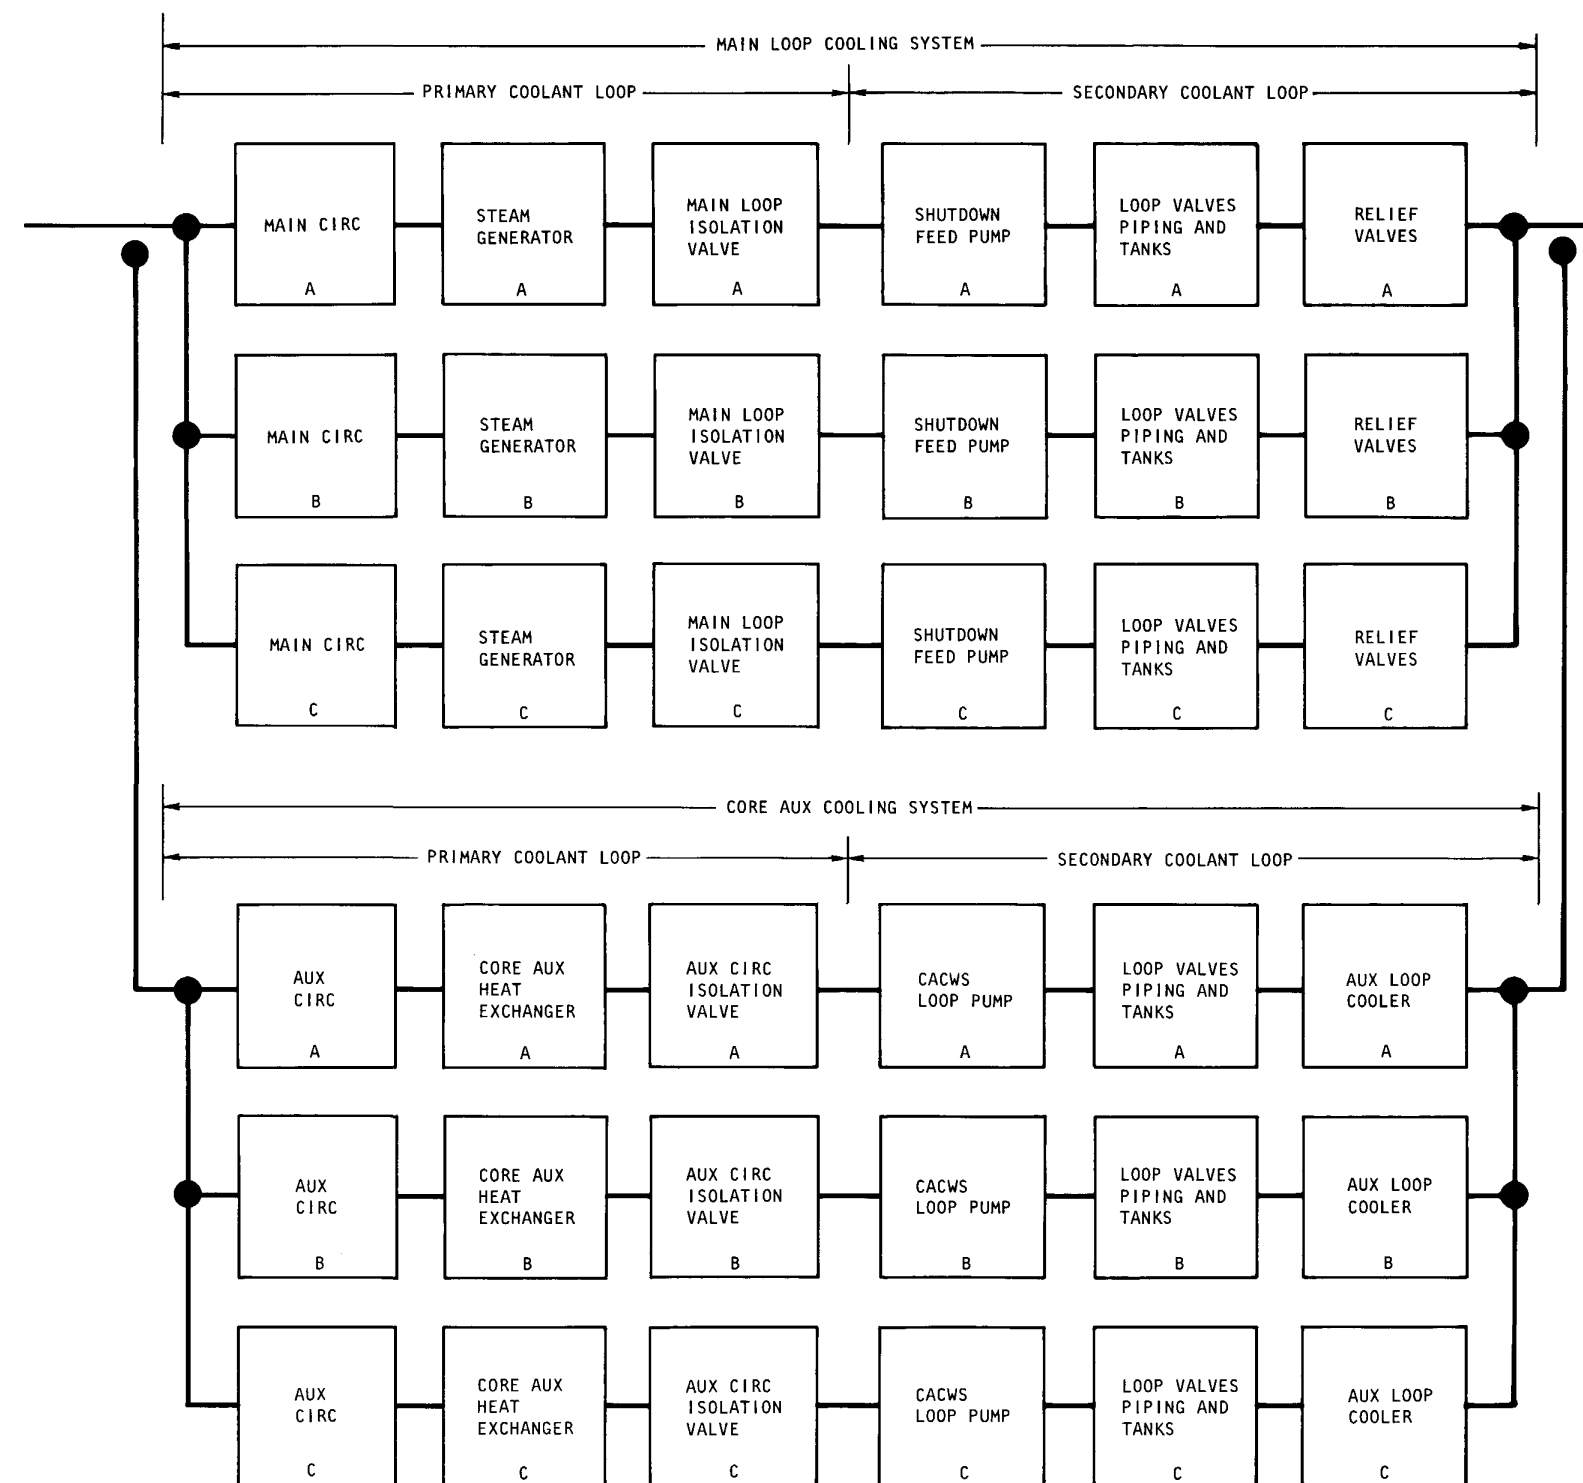 MAIN LOOP COOLING SYSTEM
PRIMARY COOLANT LOOP
SECONDARY COOLANT LOOP
MAIN CIRC
A
STEAM
GENERATOR
A
MAIN LOOP
ISOLATION
VALVE
A
SHUTDOWN
FEED PUMP
A
LOOP VALVES
PIPING AND
TANKS
A
RELIEF
VALVES
A
MAIN CIRC
B
STEAM
GENERATOR
B
MAIN LOOP
ISOLATION
VALVE
B
SHUTDOWN
FEED PUMP
B
LOOP VALVES
PIPING AND
TANKS
B
RELIEF
VALVES
B
MAIN CIRC
C
STEAM
GENERATOR
C
MAIN LOOP
ISOLATION
VALVE
C
SHUTDOWN
FEED PUMP
C
LOOP VALVES
PIPING AND
TANKS
C
RELIEF
VALVES
C
CORE AUX COOLING SYSTEM
PRIMARY COOLANT LOOP
SECONDARY COOLANT LOOP
AUX
CIRC
A
CORE AUX
HEAT
EXCHANGER
A
AUX CIRC
ISOLATION
VALVE
A
CACWS
LOOP PUMP
A
LOOP VALVES
PIPING AND
TANKS
A
AUX LOOP
COOLER
A
AUX
CIRC
B
CORE AUX
HEAT
EXCHANGER
B
AUX CIRC
ISOLATION
VALVE
B
CACWS
LOOP PUMP
B
LOOP VALVES
PIPING AND
TANKS
B
AUX LOOP
COOLER
B
AUX
CIRC
C
CORE AUX
HEAT
EXCHANGER
C
AUX CIRC
ISOLATION
VALVE
C
CACWS
LOOP PUMP
C
LOOP VALVES
PIPING AND
TANKS
C
AUX LOOP
COOLER
C